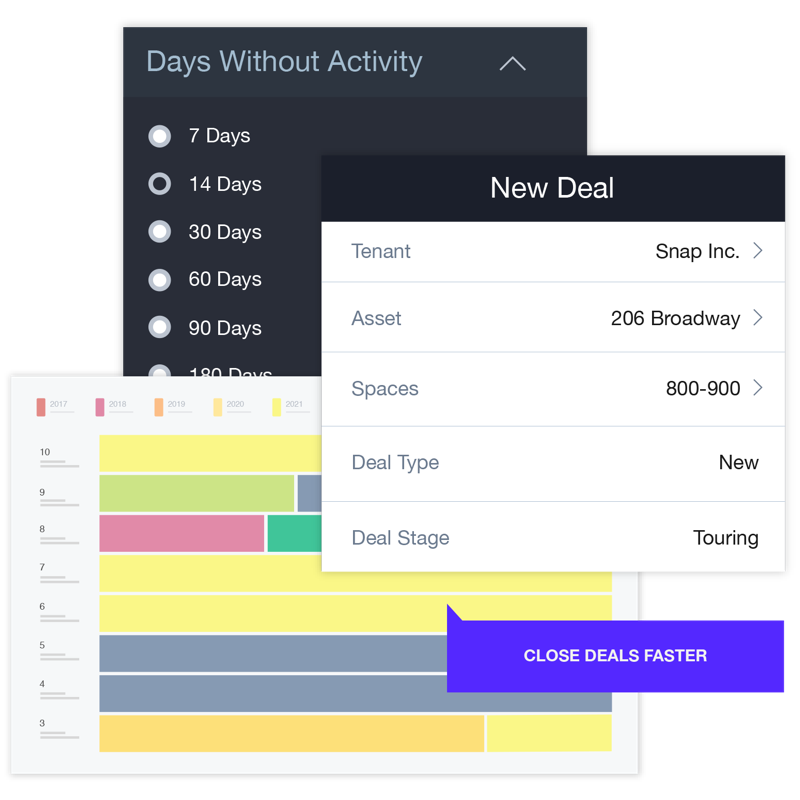 Days Without Activity
7 Days
14 Days
30 Days
60 Days
90 Days
180 Days
New Deal
Tenant Snap Inc.
Asset 206 Broadway
Spaces 800-900
Deal Type New
Deal Stage Touring
2017 2018 2019 2020 2021
10
9
8
7
6
5
4
3
CLOSE DEALS FASTER